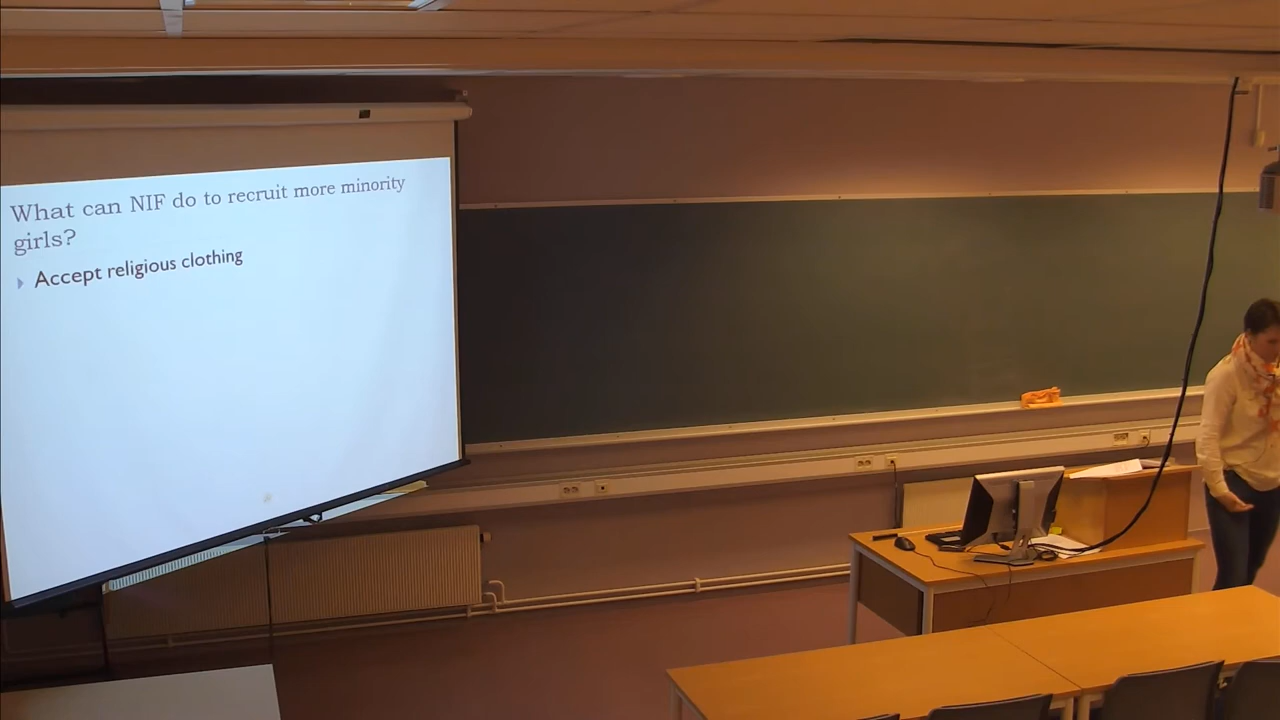 What can NIF do to recruit more minority
girls?
Accept religious clothing